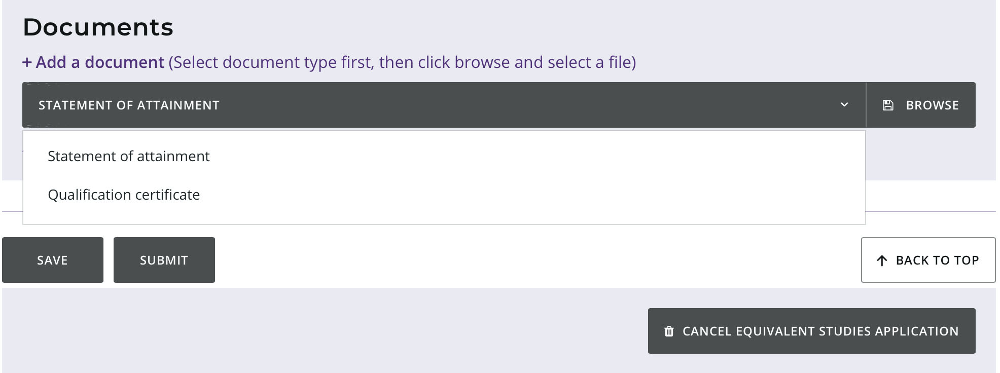 Documents
+ Add a document (Select document type first, then click browse and select a file)
STATEMENT OF ATTAINMENT
BROWSE
Statement of attainment
Qualification certificate
SAVE
SUBMIT
BACK TO TOP
CANCEL EQUIVALENT STUDIES APPLICATION